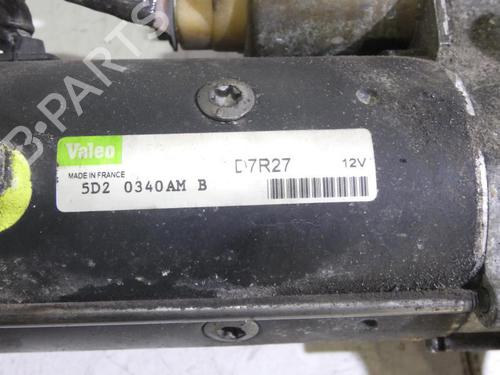 Valeo
D7R27
12V
MADE IN FRANCE
5D2 0340AM B
B-PARTS